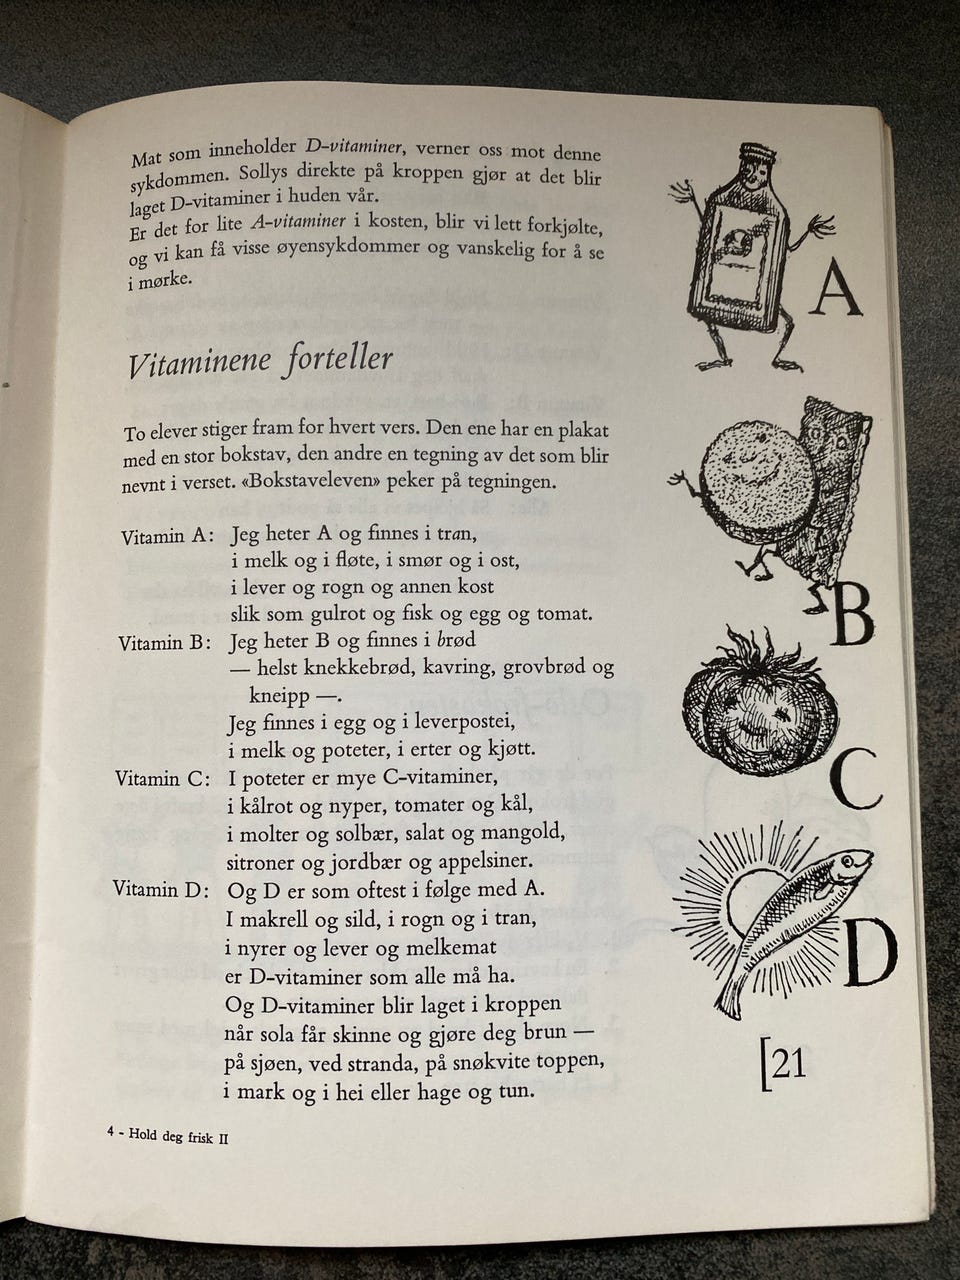 Mat som inneholder D-vitaminer, verner oss mot denne
sykdommen. Sollys direkte på kroppen gjør at det blir
laget D-vitaminer i huden vår.
Er det for lite A-vitaminer i kosten, blir vi lett forkjølte,
og vi kan få visse øyensykdommer og vanskelig for å se
i mørke.
Vitaminene forteller
To elever stiger fram for hvert vers. Den ene har en plakat
med en stor bokstav, den andre en tegning av det som blir
nevnt i verset. «Bokstaveleven» peker på tegningen.
Vitamin A: Jeg heter A og finnes i tran,
i melk og i fløte, i smør og i ost,
i lever og rogn og annen kost
slik som gulrot og fisk og egg og tomat.
Vitamin B: Jeg heter B og finnes i brød
— helst knekkebrød, kavring, grovbrød og
kneipp —.
Jeg finnes i egg og i leverpostei,
i melk og poteter, i erter og kjøtt.
Vitamin C: I poteter er mye C-vitaminer,
i kålrot og nyper, tomater og kål,
i molter og solbær, salat og mangold,
sitroner og jordbær og appelsiner.
Vitamin D: Og D er som oftest i følge med A.
I makrell og sild, i rogn og i tran,
i nyrer og lever og melkemat
er D-vitaminer som alle må ha.
Og D-vitaminer blir laget i kroppen
når sola får skinne og gjøre deg brun —
på sjøen, ved stranda, på snøkvite toppen,
i mark og i hei eller hage og tun.
4 - Hold deg frisk II
A
B
C
D
[21